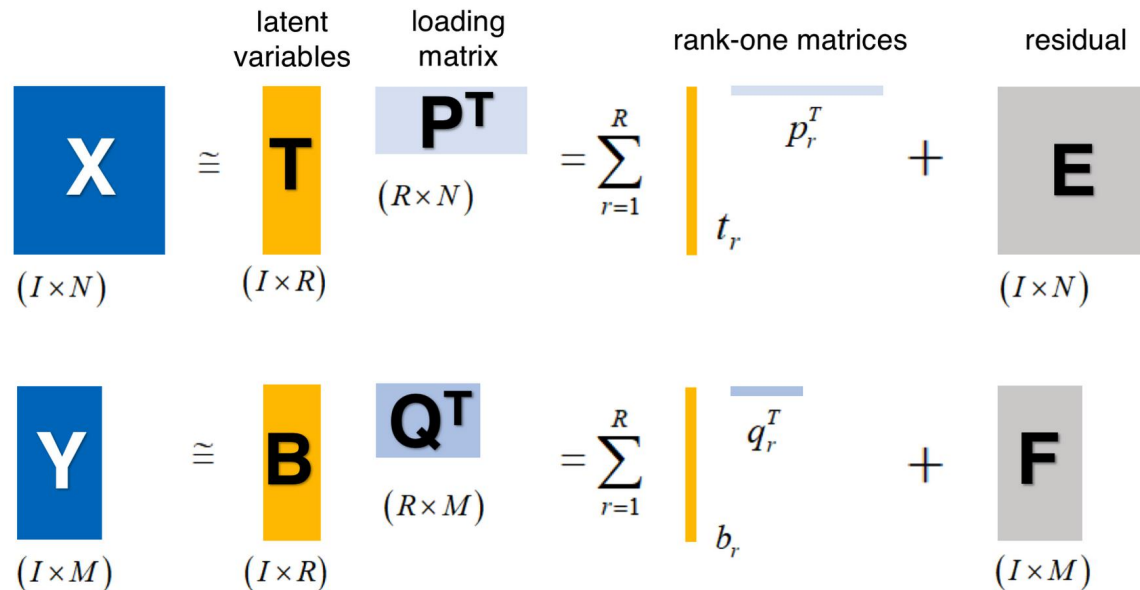 latent variables
loading matrix
rank-one matrices
residual
X ≅ T P^T = ∑_{r=1}^{R} t_r p_r^T + E
(I×N) (I×R) (R×N) (I×N)
Y ≅ B Q^T = ∑_{r=1}^{R} b_r q_r^T + F
(I×M) (I×R) (R×M) (I×M)